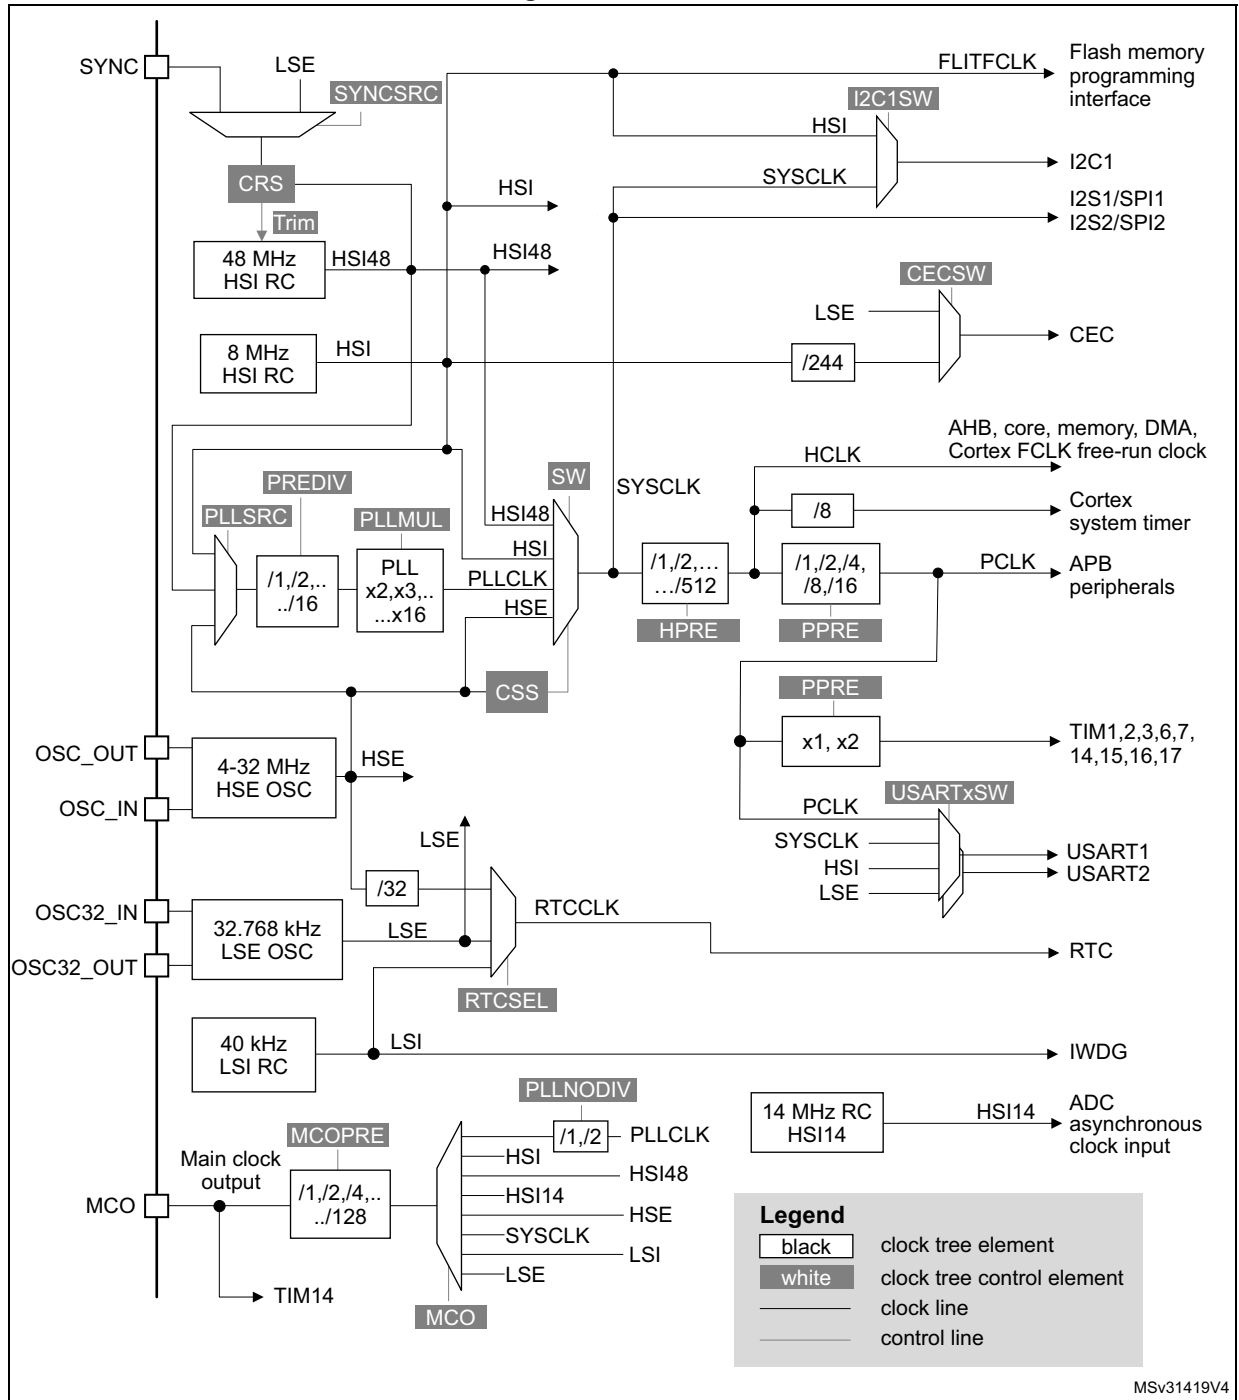 SYNC
LSE
SYNCSRC
CRS
Trim
48 MHz
HSI RC
HSI48
HSI
HSI48
8 MHz
HSI RC
HSI
FLITFCLK
Flash memory
programming
interface
I2C1SW
HSI
SYSCLK
I2C1
I2S1/SPI1
I2S2/SPI2
CECSW
LSE
/244
CEC
AHB, core, memory, DMA,
Cortex FCLK free-run clock
HCLK
/8
Cortex
system timer
PLLSRC
PREDIV
/1,/2,..
../16
PLLMUL
PLL
x2,x3,..
...x16
SW
HSI48
HSI
PLLCLK
HSE
SYSCLK
/1,/2,…
…/512
HPRE
/1,/2,/4,
/8,/16
PPRE
PCLK
APB
peripherals
CSS
PPRE
x1, x2
TIM1,2,3,6,7,
14,15,16,17
OSC_OUT
OSC_IN
4-32 MHz
HSE OSC
HSE
USARTxSW
PCLK
SYSCLK
HSI
LSE
USART1
USART2
LSE
/32
OSC32_IN
OSC32_OUT
32.768 kHz
LSE OSC
LSE
RTCCLK
RTCSEL
RTC
40 kHz
LSI RC
LSI
IWDG
PLLNODIV
/1,/2
PLLCLK
HSI
HSI48
HSI14
HSE
SYSCLK
LSI
LSE
MCO
MCOPRE
/1,/2,/4,..
../128
Main clock
output
MCO
TIM14
14 MHz RC
HSI14
HSI14
ADC
asynchronous
clock input
Legend
black
clock tree element
white
clock tree control element
clock line
control line
MSv31419V4